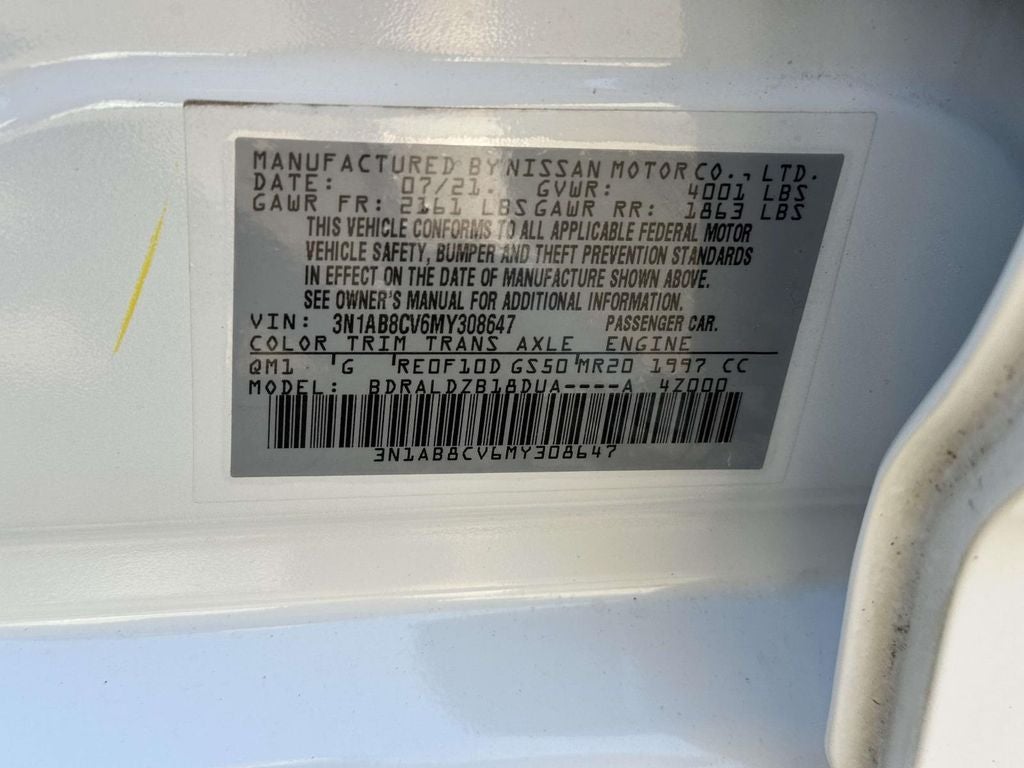 MANUFACTURED BY NISSAN MOTOR CO., LTD.
DATE: 07/21. GVWR: 4001 LBS
GAWR FR: 2161 LBS GAWR RR: 1863 LBS
THIS VEHICLE CONFORMS TO ALL APPLICABLE FEDERAL MOTOR
VEHICLE SAFETY, BUMPER AND THEFT PREVENTION STANDARDS
IN EFFECT ON THE DATE OF MANUFACTURE SHOWN ABOVE.
SEE OWNER'S MANUAL FOR ADDITIONAL INFORMATION.
VIN: 3N1AB8CV6MY308647 PASSENGER CAR.
COLOR TRIM TRANS AXLE ENGINE
QM1 ' G 'RE0F10D GS50'MR20 1997 CC
MODEL: BDRALDZB18DUA----A 4Z000
3N1AB8CV6MY308647